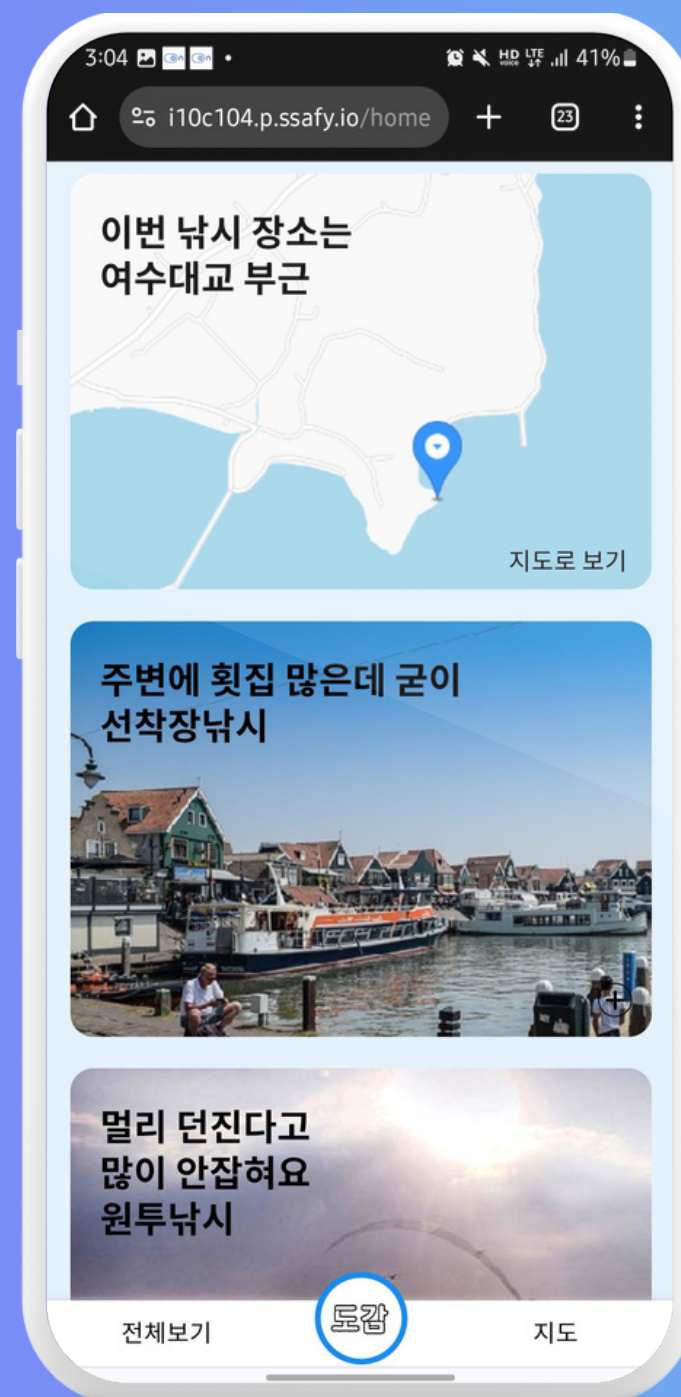 3:04
HD voice LTE 41%
i10c104.p.ssafy.io/home
23
이번 낚시 장소는
여수대교 부근
지도로 보기
주변에 횟집 많은데 굳이
선착장낚시
멀리 던진다고
많이 안잡혀요
원투낚시
전체보기
도감
지도